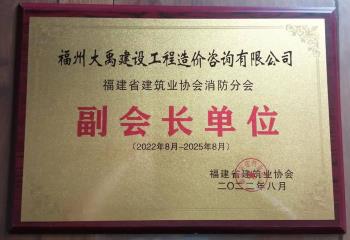 福州大禹建设工程造价咨询有限公司
福建省建筑业协会消防分会
副会长单位
(2022年8月-2025年8月)
福建省建筑业协会
二〇二二年八月